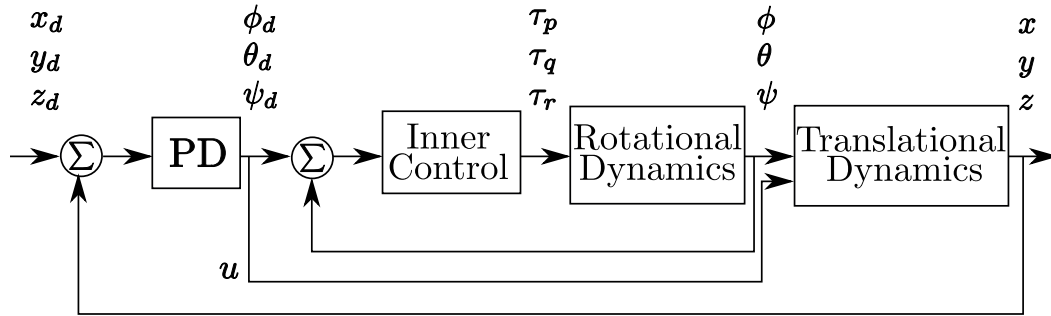 x_d
y_d
z_d
ϕ_d
θ_d
ψ_d
τ_p
τ_q
τ_r
ϕ
θ
ψ
x
y
z
Σ
PD
Σ
Inner
Control
Rotational
Dynamics
Translational
Dynamics
u